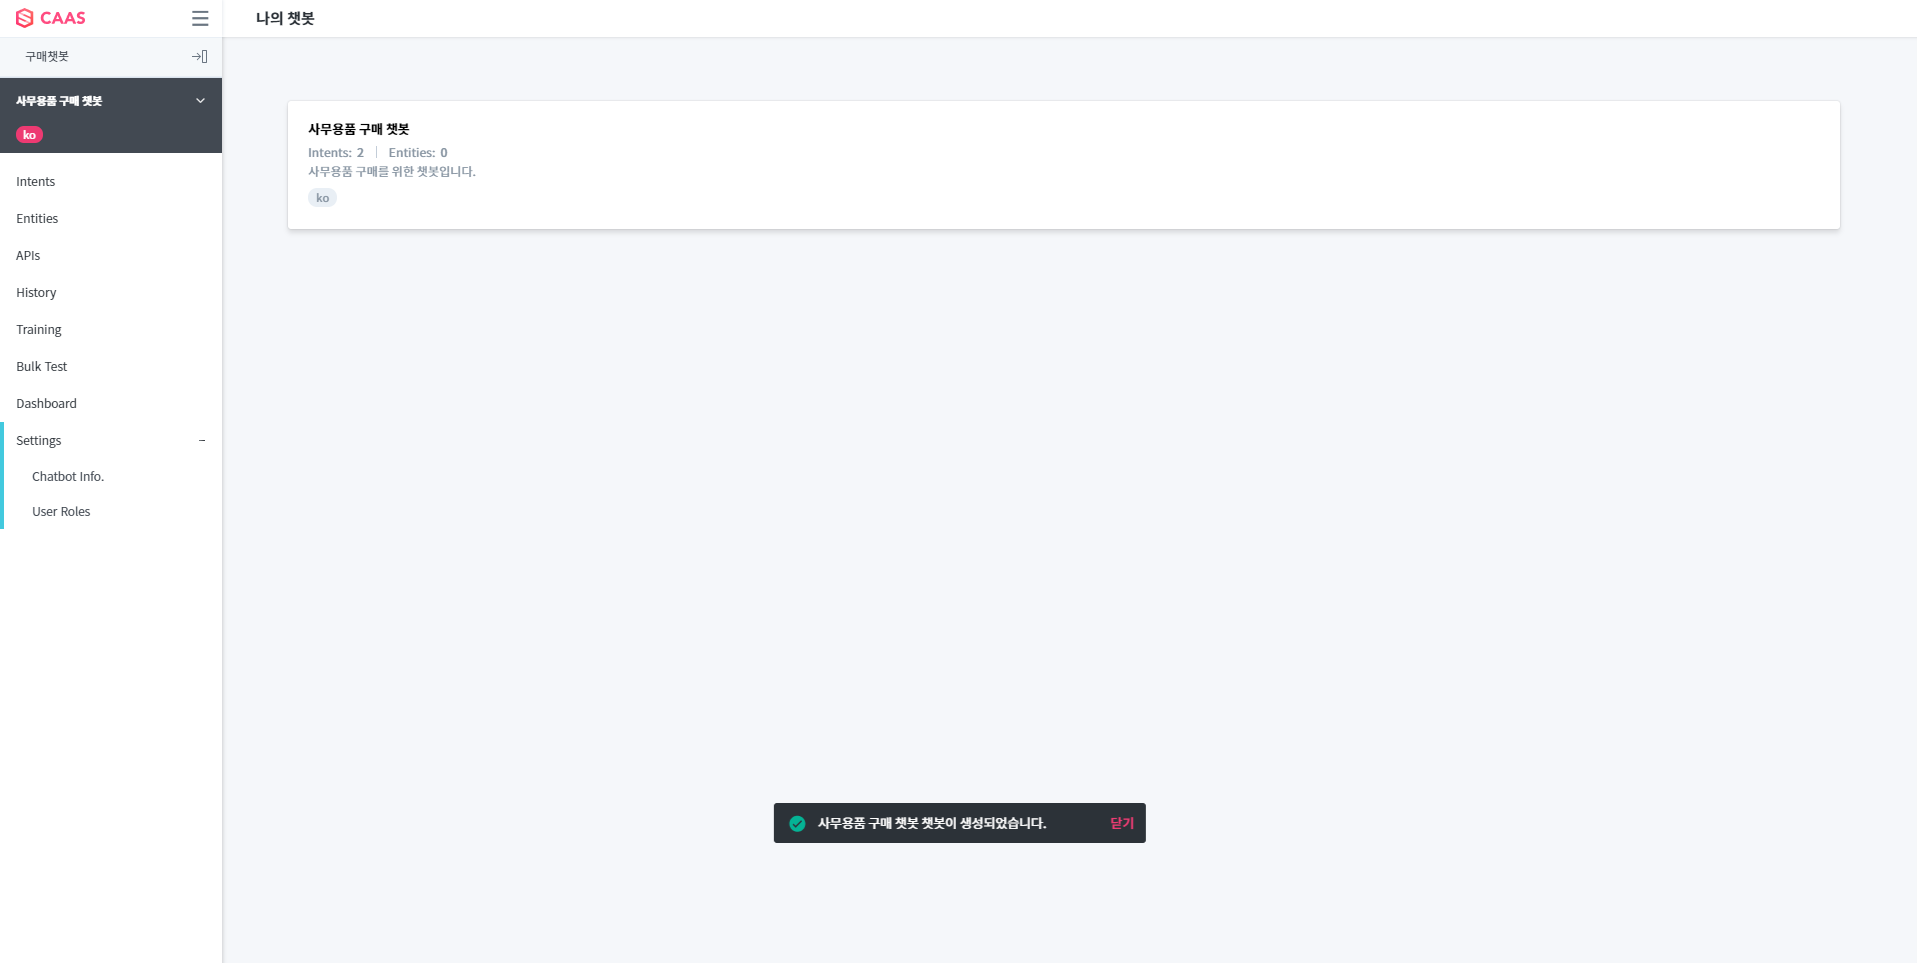 CAAS
나의 챗봇
구매챗봇
사무용품 구매 챗봇
ko
Intents
Entities
APIs
History
Training
Bulk Test
Dashboard
Settings
Chatbot Info.
User Roles
사무용품 구매 챗봇
Intents: 2 | Entities: 0
사무용품 구매를 위한 챗봇입니다.
ko
사무용품 구매 챗봇 챗봇이 생성되었습니다. 닫기